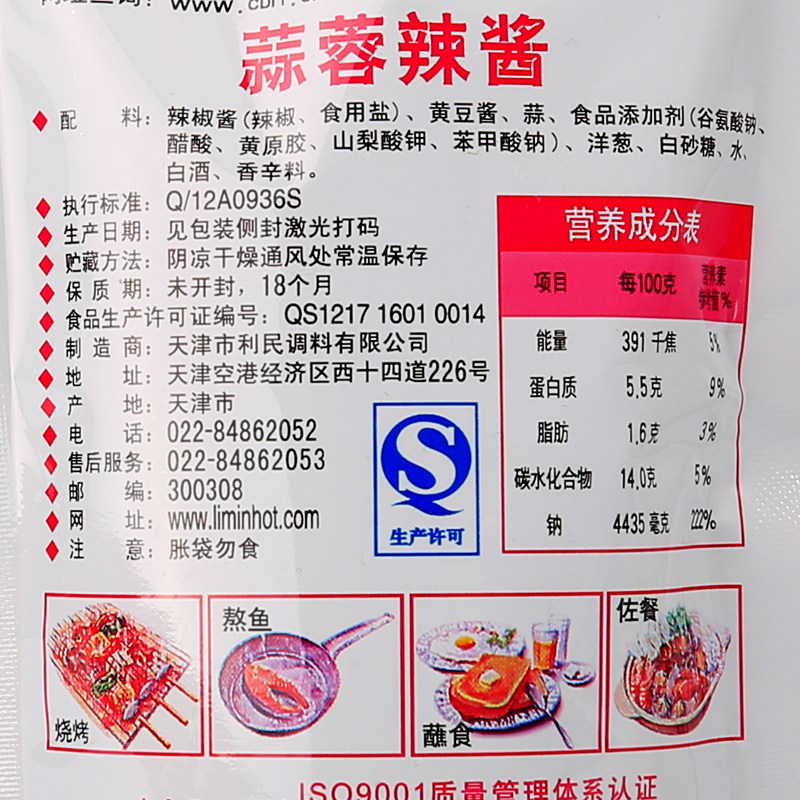 蒜蓉辣酱
配 料：辣椒酱(辣椒、食用盐)、黄豆酱、蒜、食品添加剂(谷氨酸钠、
醋酸、黄原胶、山梨酸钾、苯甲酸钠)、洋葱、白砂糖、水、
白酒、香辛料。
执行标准：Q/12A0936S
生产日期：见包装侧封激光打码
贮藏方法：阴凉干燥通风处常温保存
保 质 期：未开封，18个月
食品生产许可证编号：QS1217 1601 0014
制 造 商：天津市利民调料有限公司
地 址：天津空港经济区西十四道226号
产 地：天津市
电 话：022-84862052
售后服务：022-84862053
邮 编：300308
网 址：www.liminhot.com
注 意：胀袋勿食
生产许可
营养成分表
项目 每100克 营养素参考值%
能量 391 千焦 5%
蛋白质 5.5克 9%
脂肪 1.6克 3%
碳水化合物 14.0克 5%
钠 4435 毫克 222%
烧烤
熬鱼
蘸食
佐餐
ISO9001质量管理体系认证